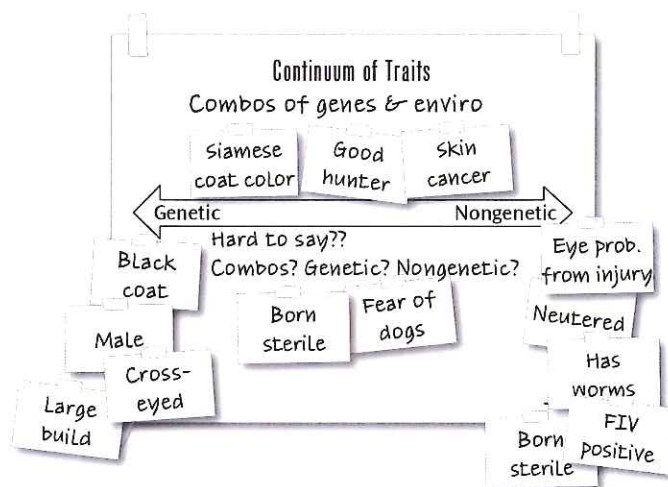 Continuum of Traits
Combos of genes & enviro
Siamese
coat color
Good
hunter
Skin
cancer
Genetic
Nongenetic
Hard to say??
Combos? Genetic? Nongenetic?
Black
coat
Male
Cross-
eyed
Large
build
Born
sterile
Fear of
dogs
Eye prob.
from injury
Neutered
Has
worms
FIV
positive
Born
sterile